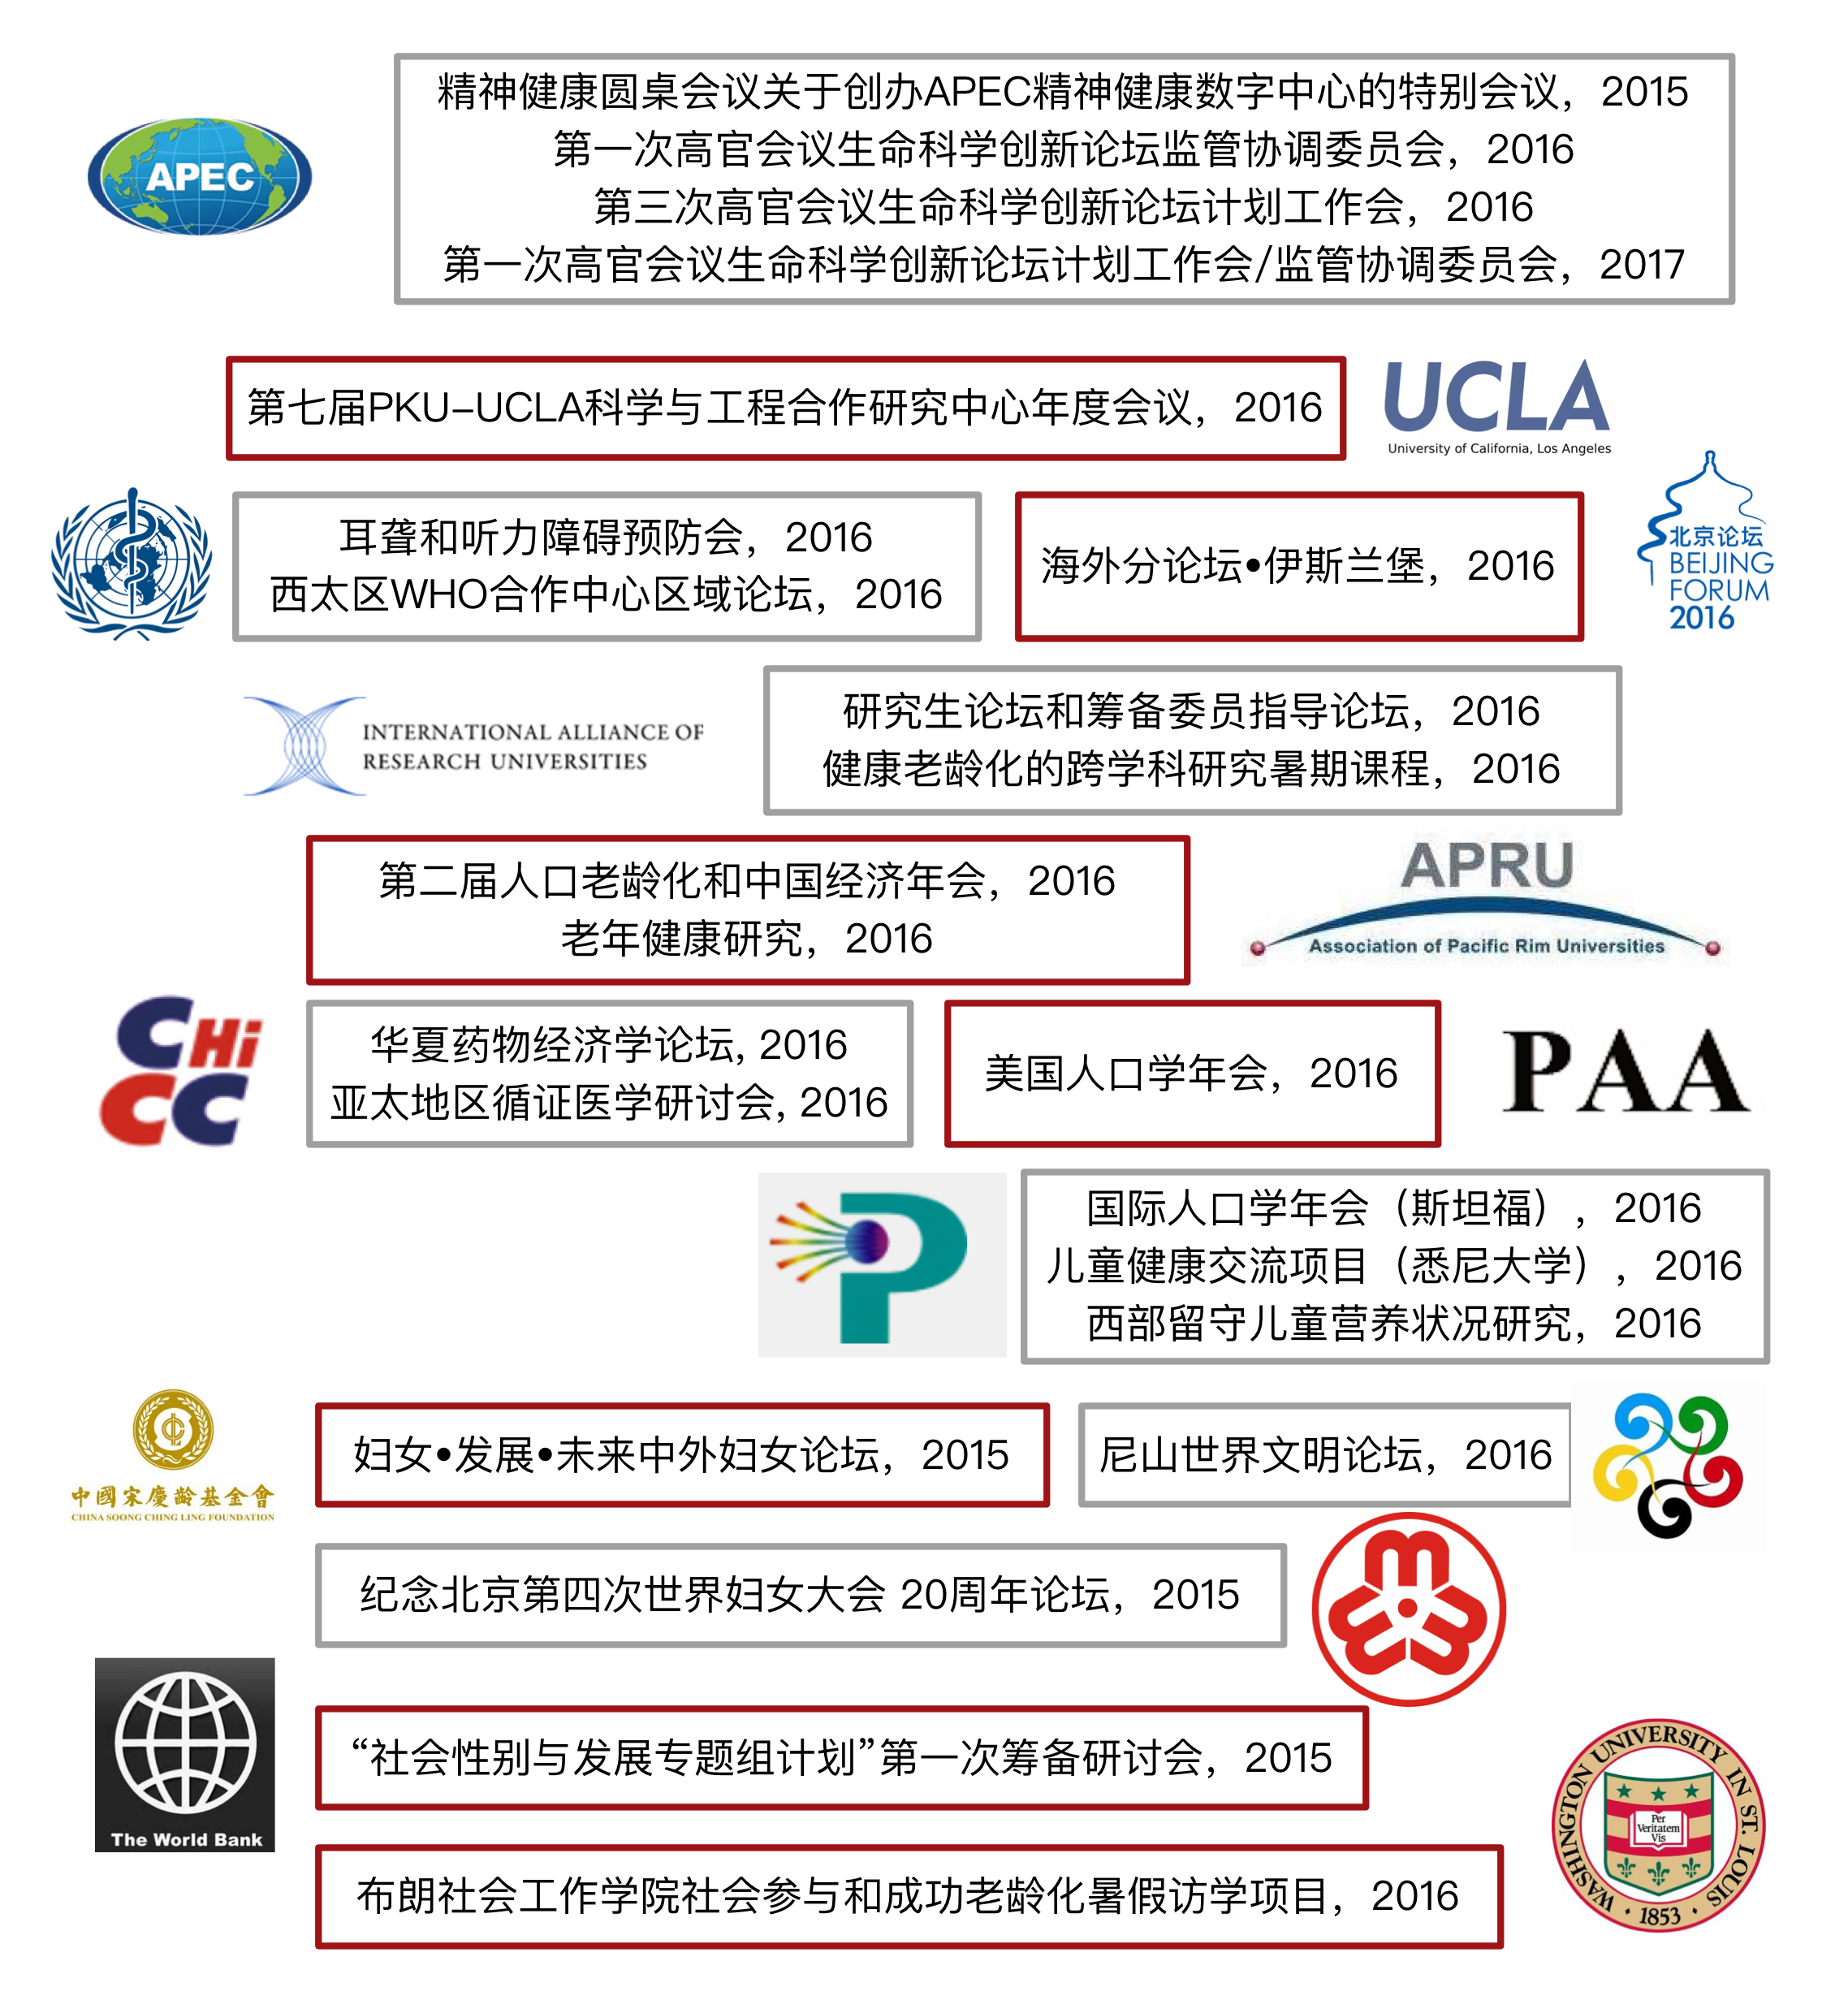 APEC
精神健康圆桌会议关于创办APEC精神健康数字中心的特别会议，2015
第一次高官会议生命科学创新论坛监管协调委员会，2016
第三次高官会议生命科学创新论坛计划工作会，2016
第一次高官会议生命科学创新论坛计划工作会/监管协调委员会，2017
第七届PKU-UCLA科学与工程合作研究中心年度会议，2016
UCLA
University of California, Los Angeles
耳聋和听力障碍预防会，2016
西太区WHO合作中心区域论坛，2016
海外分论坛•伊斯兰堡，2016
北京论坛
BEIJING
FORUM
2016
INTERNATIONAL ALLIANCE OF
RESEARCH UNIVERSITIES
研究生论坛和筹备委员指导论坛，2016
健康老龄化的跨学科研究暑期课程，2016
第二届人口老龄化和中国经济年会，2016
老年健康研究，2016
APRU
Association of Pacific Rim Universities
CHi
CC
华夏药物经济学论坛, 2016
亚太地区循证医学研讨会, 2016
美国人口学年会，2016
PAA
P
国际人口学年会（斯坦福），2016
儿童健康交流项目（悉尼大学），2016
西部留守儿童营养状况研究，2016
中國宋慶龄基金會
CHINA SOONG CHING LING FOUNDATION
妇女•发展•未来中外妇女论坛，2015
尼山世界文明论坛，2016
纪念北京第四次世界妇女大会 20周年论坛，2015
The World Bank
“社会性别与发展专题组计划”第一次筹备研讨会，2015
布朗社会工作学院社会参与和成功老龄化暑假访学项目，2016
WASHINGTON UNIVERSITY IN ST. LOUIS
Per
Veritatem
Vis
· 1853 ·